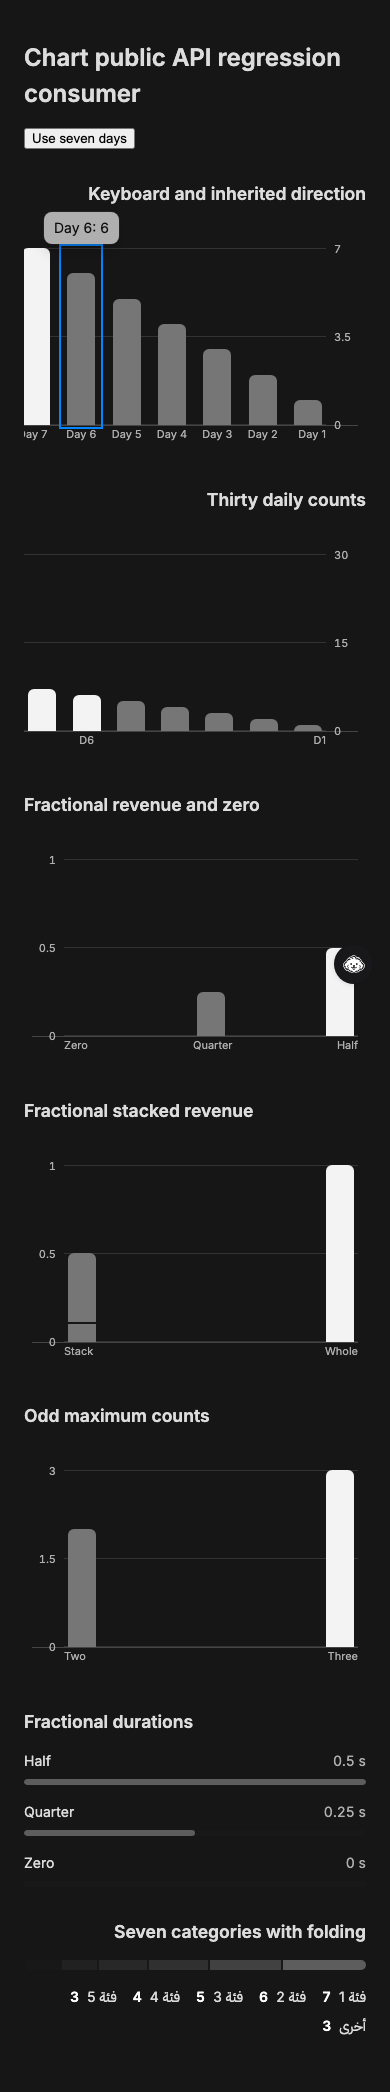 Chart public API regression
consumer
Use seven days
Keyboard and inherited direction
Day 6: 6
7
3.5
0
ay 7 Day 6 Day 5 Day 4 Day 3 Day 2 Day 1
Thirty daily counts
30
15
0
D6 D1
Fractional revenue and zero
1
0.5
0
Zero Quarter Half
Fractional stacked revenue
1
0.5
0
Stack Whole
Odd maximum counts
3
1.5
0
Two Three
Fractional durations
Half 0.5 s
Quarter 0.25 s
Zero 0 s
Seven categories with folding
فئة 1 7 فئة 2 6 فئة 3 5 فئة 4 4 فئة 5 3
أخرى 3